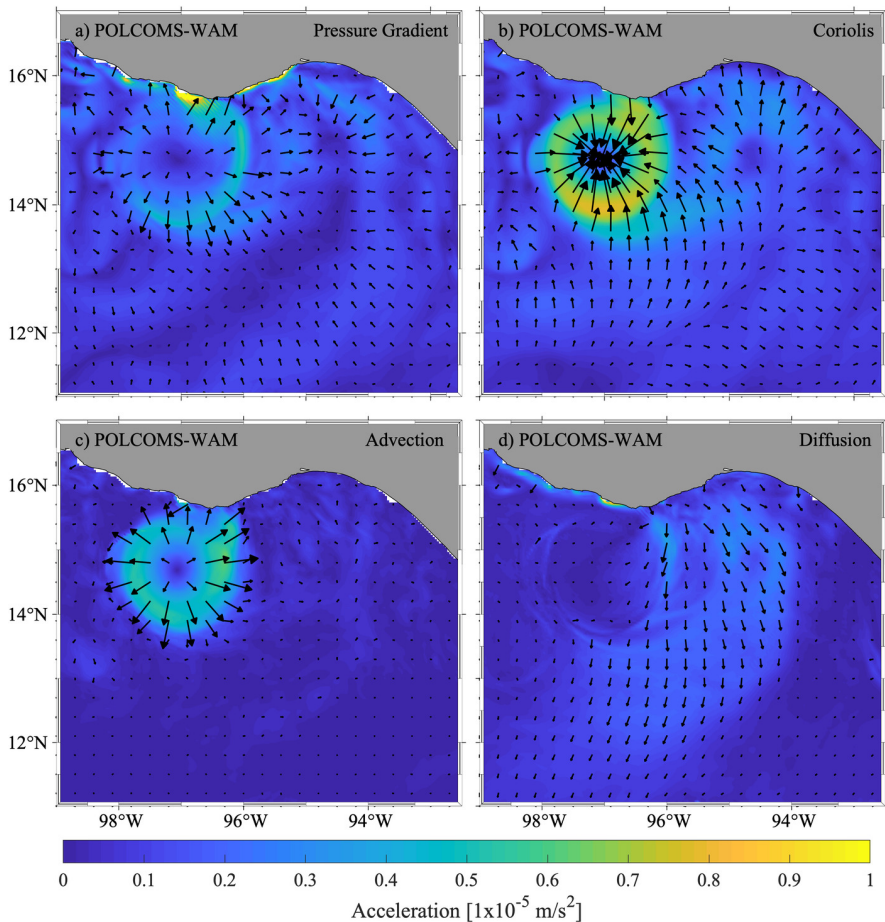 a) POLCOMS-WAM Pressure Gradient
b) POLCOMS-WAM Coriolis
16°N
14°N
12°N
c) POLCOMS-WAM Advection
d) POLCOMS-WAM Diffusion
16°N
14°N
12°N
98°W 96°W 94°W
98°W 96°W 94°W
0 0.1 0.2 0.3 0.4 0.5 0.6 0.7 0.8 0.9 1
Acceleration [1x10⁻⁵ m/s²]